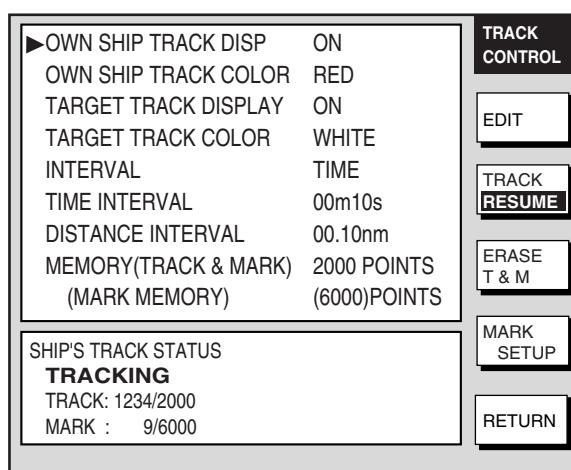 ▶OWN SHIP TRACK DISP ON
OWN SHIP TRACK COLOR RED
TARGET TRACK DISPLAY ON
TARGET TRACK COLOR WHITE
INTERVAL TIME
TIME INTERVAL 00m10s
DISTANCE INTERVAL 00.10nm
MEMORY(TRACK & MARK) 2000 POINTS
(MARK MEMORY) (6000)POINTS
SHIP'S TRACK STATUS
TRACKING
TRACK: 1234/2000
MARK : 9/6000
TRACK
CONTROL
EDIT
TRACK
RESUME
ERASE
T & M
MARK
SETUP
RETURN